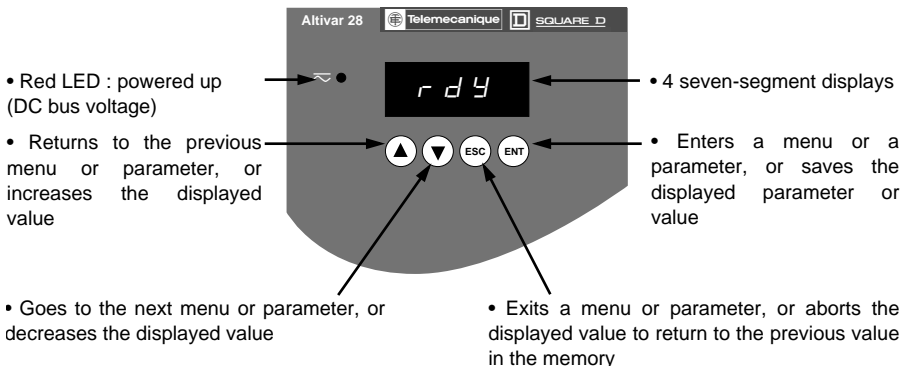 Altivar 28
Telemecanique
SQUARE D
• Red LED : powered up
(DC bus voltage)
rdY
• 4 seven-segment displays
• Returns to the previous
menu or parameter, or
increases the displayed
value
ESC
ENT
• Enters a menu or a
parameter, or saves the
displayed parameter or
value
• Goes to the next menu or parameter, or
decreases the displayed value
• Exits a menu or parameter, or aborts the
displayed value to return to the previous value
in the memory